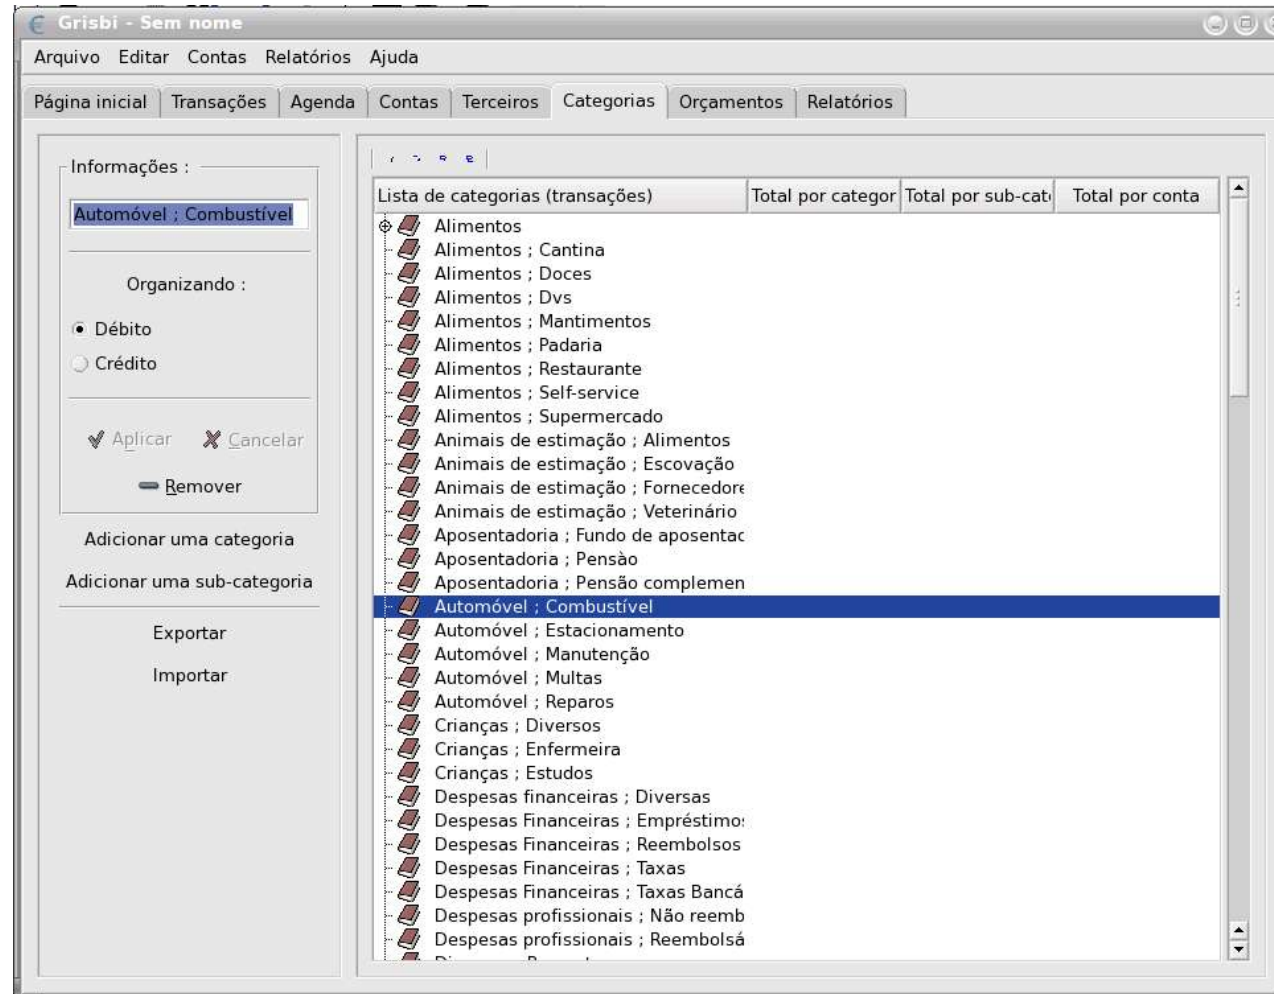 Grisbi - Sem nome
Arquivo Editar Contas Relatórios Ajuda
Página inicial Transações Agenda Contas Terceiros Categorias Orçamentos Relatórios
Informações :
Automóvel ; Combustível
Organizando :
Débito
Crédito
Aplicar Cancelar
Remover
Adicionar uma categoria
Adicionar uma sub-categoria
Exportar
Importar
Lista de categorias (transações) Total por categor Total por sub-cat Total por conta
Alimentos
Alimentos ; Cantina
Alimentos ; Doces
Alimentos ; Dvs
Alimentos ; Mantimentos
Alimentos ; Padaria
Alimentos ; Restaurante
Alimentos ; Self-service
Alimentos ; Supermercado
Animais de estimação ; Alimentos
Animais de estimação ; Escovação
Animais de estimação ; Fornecedore
Animais de estimação ; Veterinário
Aposentadoria ; Fundo de aposentac
Aposentadoria ; Pensào
Aposentadoria ; Pensão complemen
Automóvel ; Combustível
Automóvel ; Estacionamento
Automóvel ; Manutenção
Automóvel ; Multas
Automóvel ; Reparos
Crianças ; Diversos
Crianças ; Enfermeira
Crianças ; Estudos
Despesas financeiras ; Diversas
Despesas Financeiras ; Empréstimos
Despesas Financeiras ; Reembolsos
Despesas Financeiras ; Taxas
Despesas Financeiras ; Taxas Bancá
Despesas profissionais ; Não reemb
Despesas profissionais ; Reembolsá